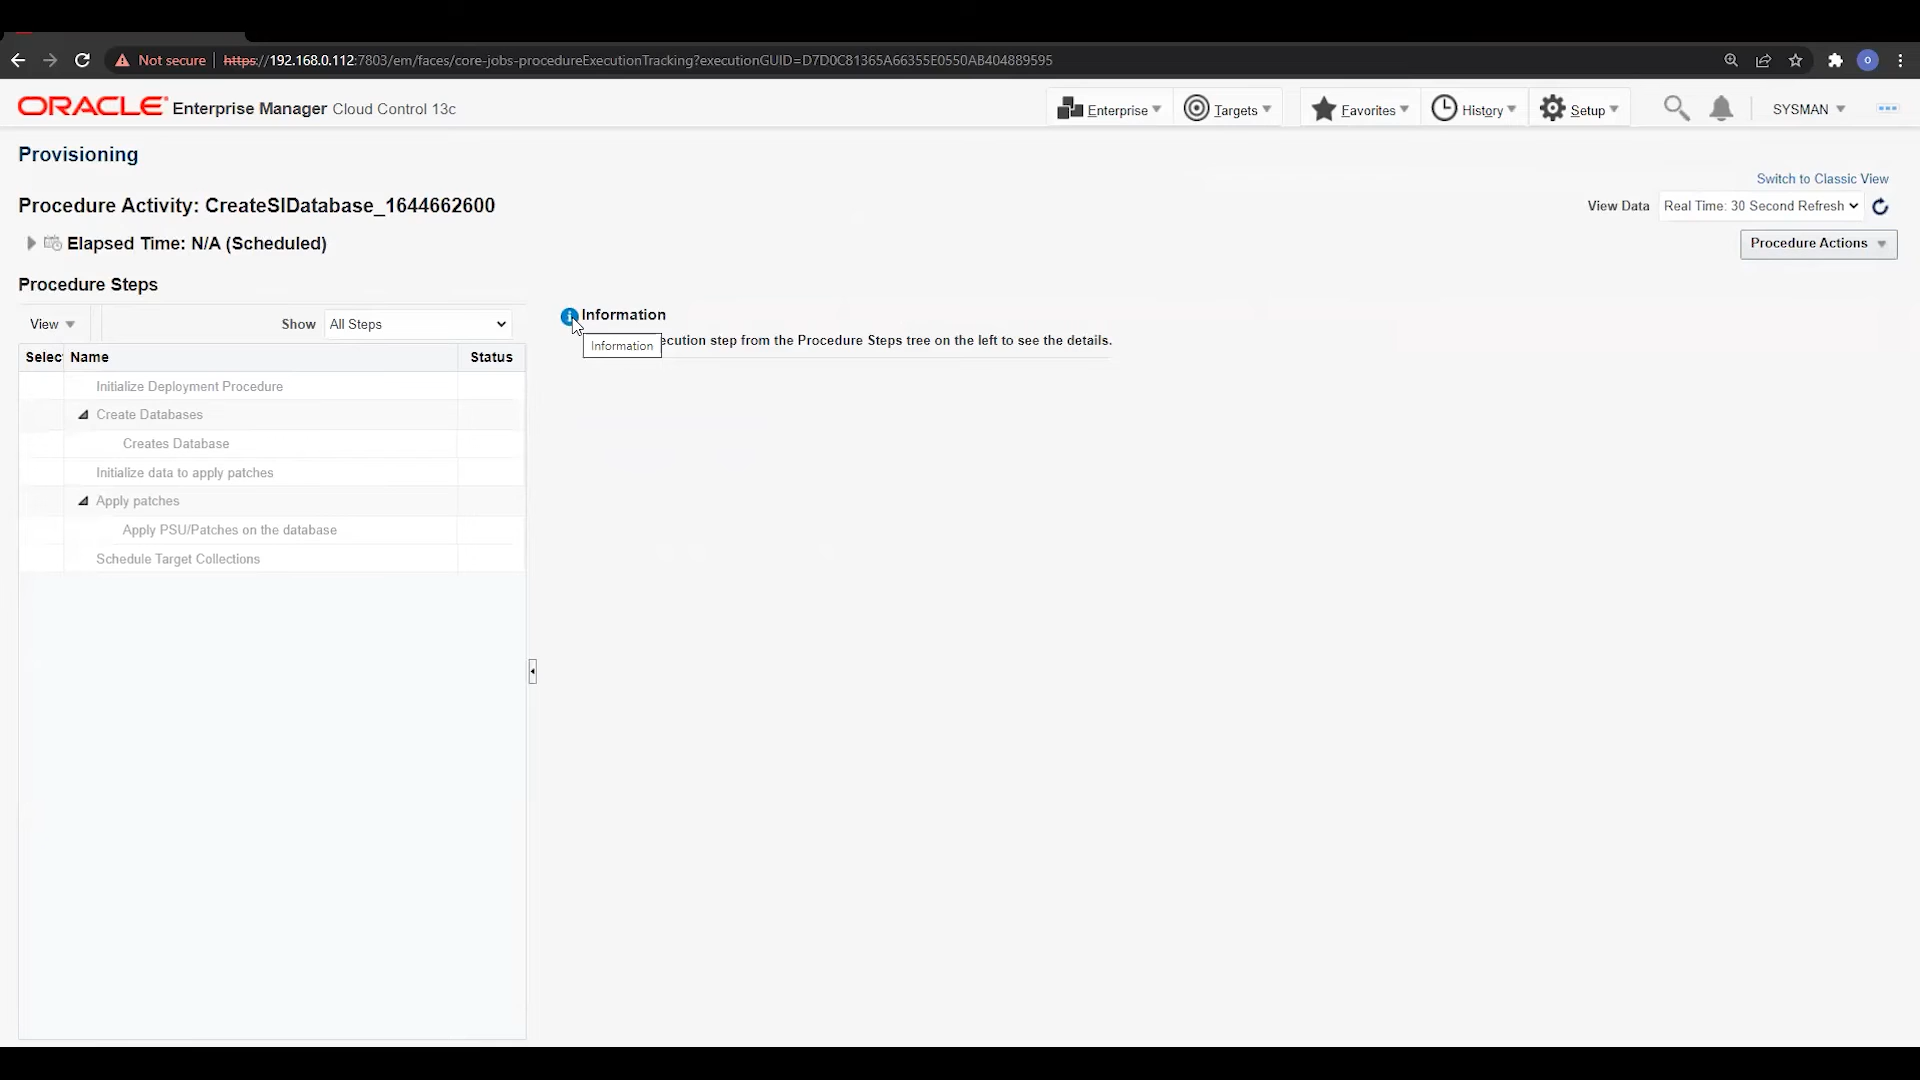 Not secure https://192.168.0.112:7803/em/faces/core-jobs-procedureExecutionTracking?executionGUID=D7D0C81365A66355E0550AB404889595 O
ORACLE Enterprise Manager Cloud Control 13c Enterprise Targets Favorites History Setup SYSMAN
Provisioning
Switch to Classic View
Procedure Activity: CreateSIDatabase_1644662600 View Data Real Time: 30 Second Refresh
Elapsed Time: N/A (Scheduled) Procedure Actions
Procedure Steps
Information
View Show All Steps
ecution step from the Procedure Steps tree on the left to see the details.
Information
Selec Name Status
Initialize Deployment Procedure
Create Databases
Creates Database
Initialize data to apply patches
Apply patches
Apply PSU/Patches on the database
Schedule Target Collections